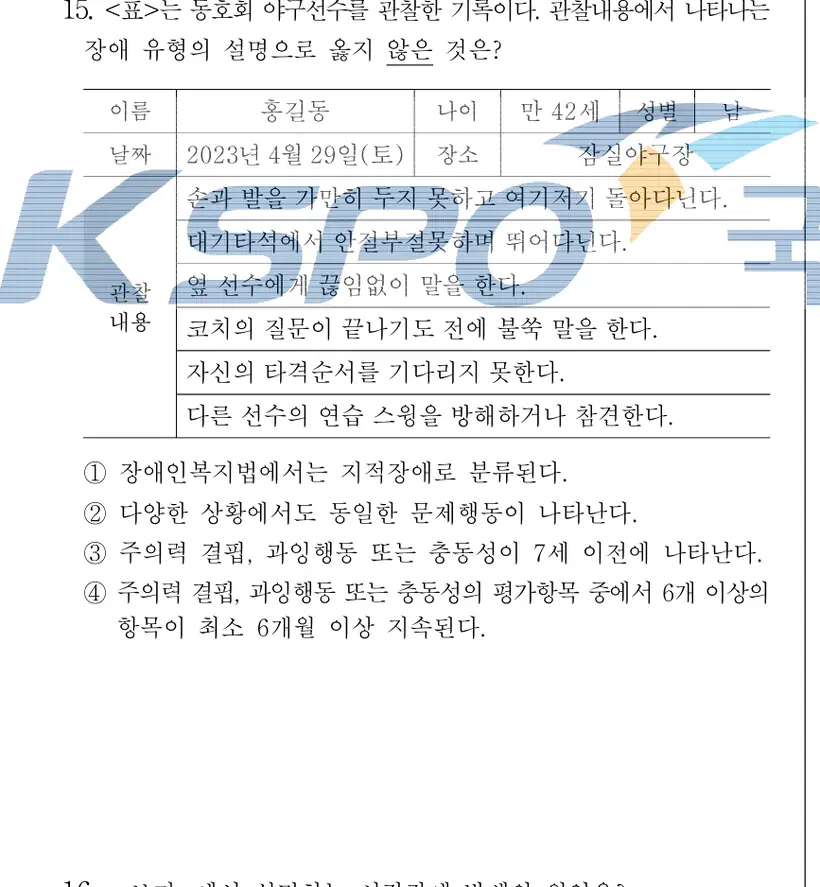 15. <표>는 동호회 야구선수를 관찰한 기록이다. 관찰내용에서 나타나는
장애 유형의 설명으로 옳지 않은 것은?
이름 홍길동 나이 만 42세 성별 남
날짜 2023년 4월 29일(토) 장소 잠실야구장
관찰
내용
손과 발을 가만히 두지 못하고 여기저기 돌아다닌다.
대기타석에서 안절부절못하며 뛰어다닌다.
옆 선수에게 끊임없이 말을 한다.
코치의 질문이 끝나기도 전에 불쑥 말을 한다.
자신의 타격순서를 기다리지 못한다.
다른 선수의 연습 스윙을 방해하거나 참견한다.
KSPO 국
① 장애인복지법에서는 지적장애로 분류된다.
② 다양한 상황에서도 동일한 문제행동이 나타난다.
③ 주의력 결핍, 과잉행동 또는 충동성이 7세 이전에 나타난다.
④ 주의력 결핍, 과잉행동 또는 충동성의 평가항목 중에서 6개 이상의
항목이 최소 6개월 이상 지속된다.